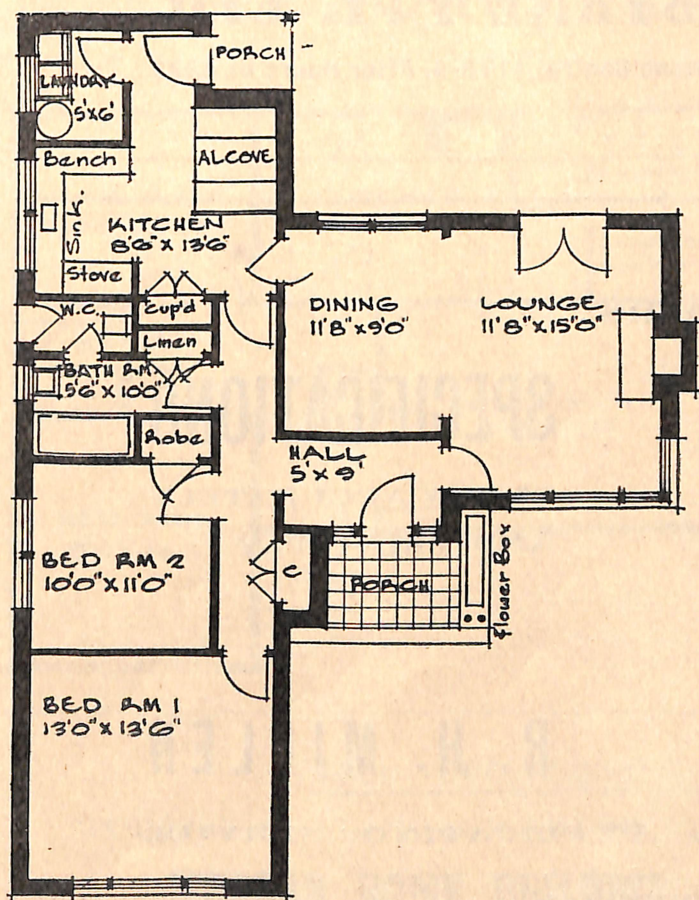 PORCH
LAUNDRY
5'x6'
Bench
ALCOVE
Sink.
KITCHEN
8'6" x 13'6"
Stove
W.C.
Cup'd
DINING
11'8" x 9'0"
LOUNGE
11'8" x 15'0"
Linen
BATH RM.
5'6" x 10'0"
Robe
HALL
5' x 9'
BED RM 2
10'0" x 11'0"
C
PORCH
Flower Box
BED RM 1
13'0" x 13'6"